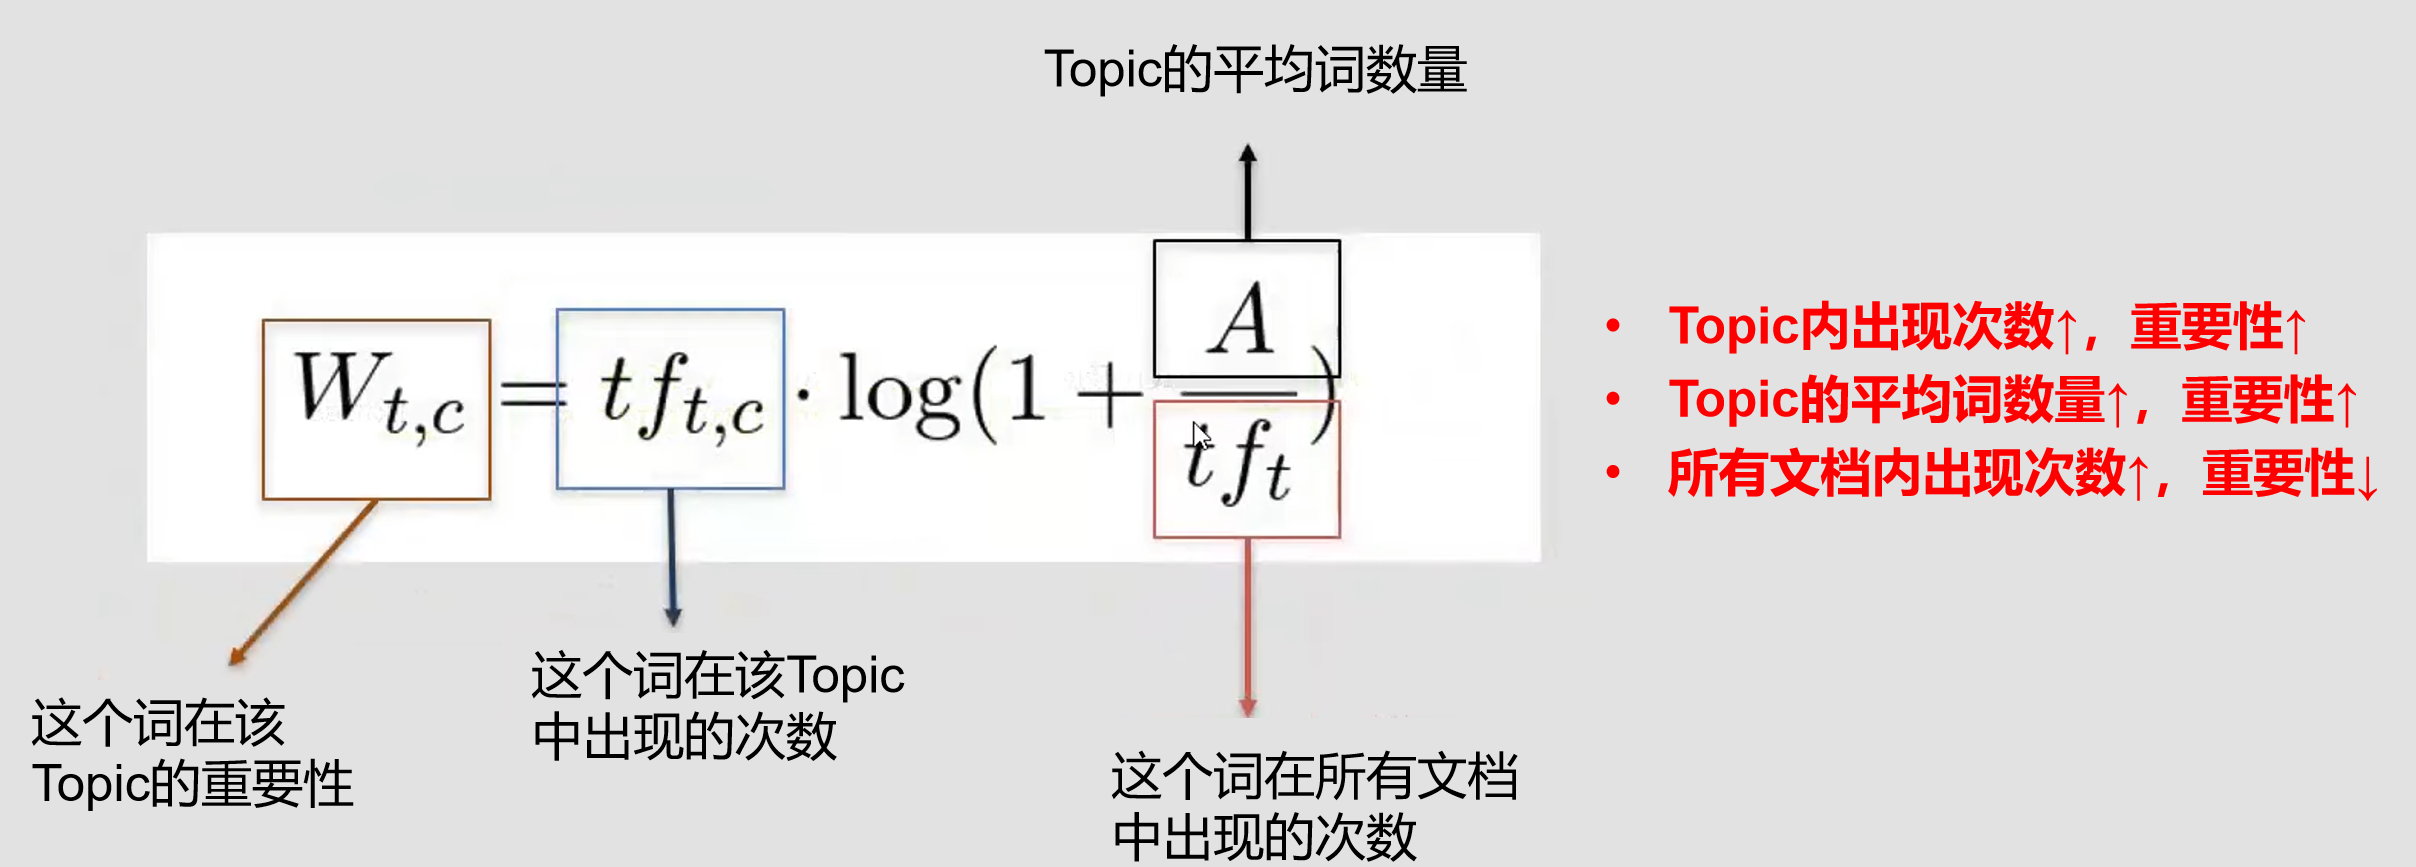 Topic的平均词数量
W_{t,c} = tf_{t,c} · log(1 + A/tf_t)
• Topic内出现次数↑，重要性↑
• Topic的平均词数量↑，重要性↑
• 所有文档内出现次数↑，重要性↓
这个词在该
Topic的重要性
这个词在该Topic
中出现的次数
这个词在所有文档
中出现的次数